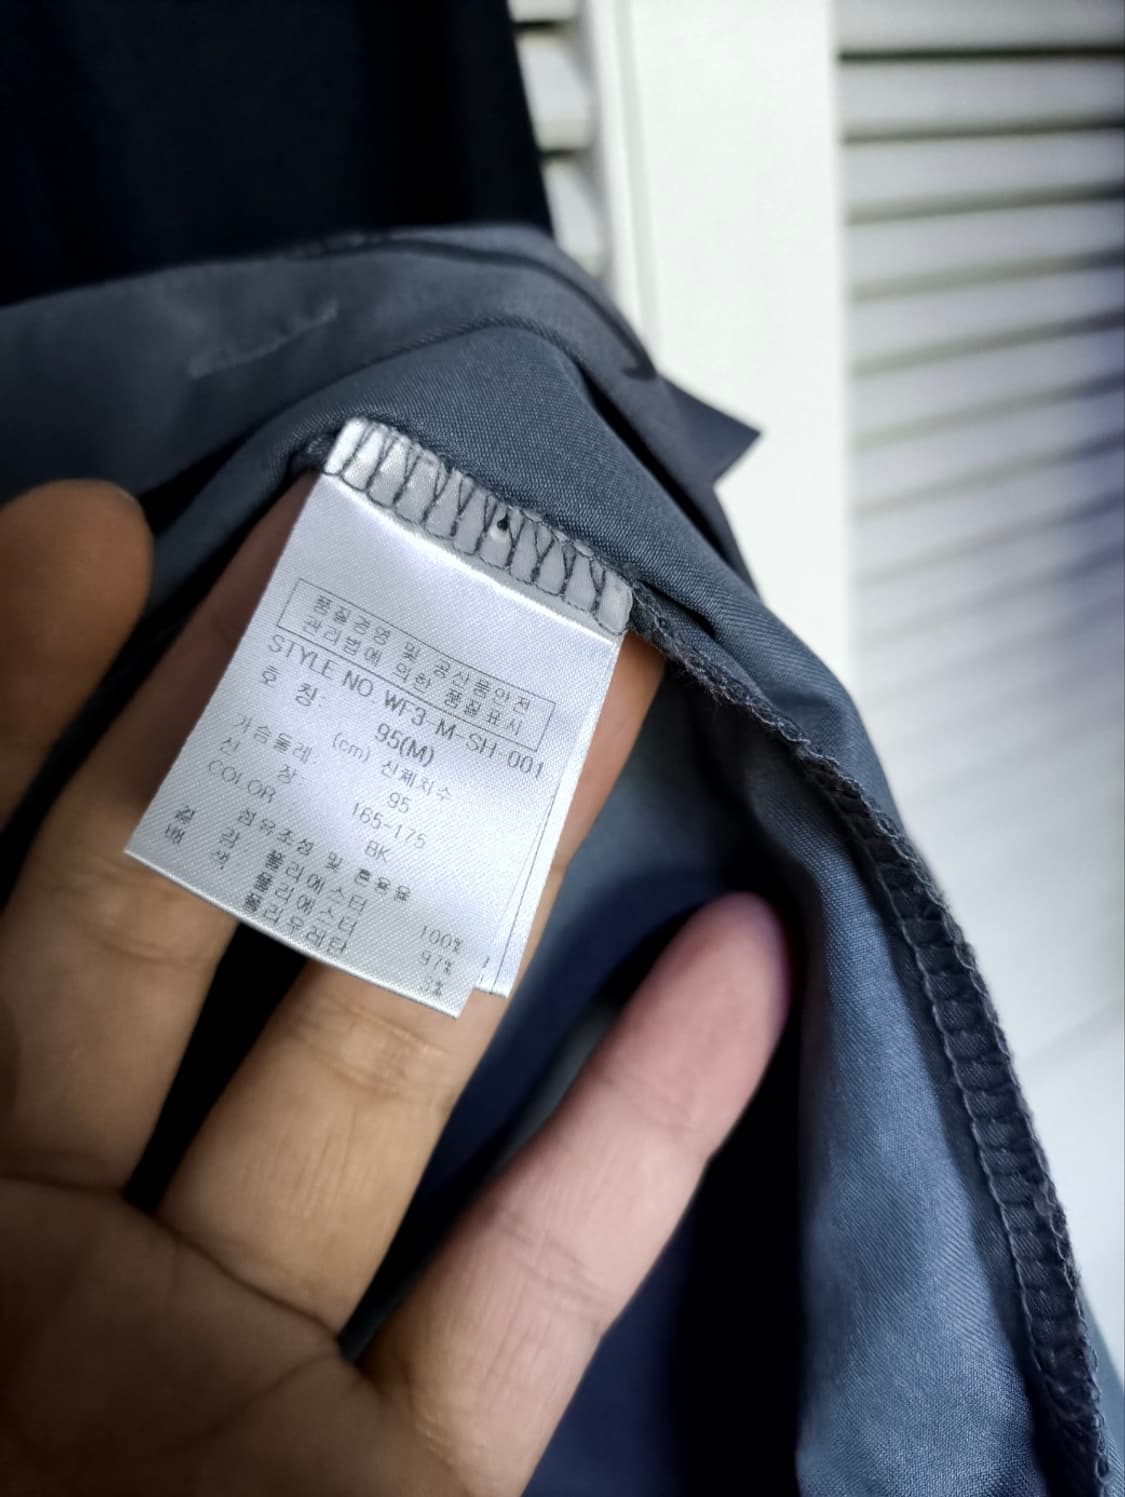 품질경영 및 공산품안전
관리법에 의한 품질표시
STYLE NO. WF3-M-SH-001
호 칭: 95(M)
(cm) 신체치수
가슴둘레: 95
신 장: 165-175
COLOR BK
섬유조성 및 혼용율
겉 감 폴리에스터 100%
배 색 폴리에스터 97%
폴리우레탄 3%